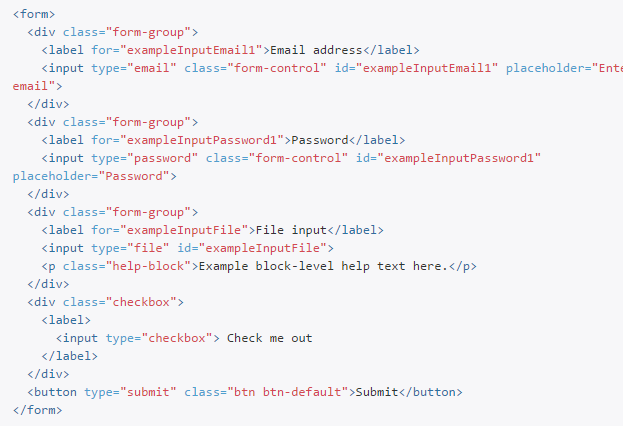 <form>
<div class="form-group">
<label for="exampleInputEmail1">Email address</label>
<input type="email" class="form-control" id="exampleInputEmail1" placeholder="Ente
email">
</div>
<div class="form-group">
<label for="exampleInputPassword1">Password</label>
<input type="password" class="form-control" id="exampleInputPassword1"
placeholder="Password">
</div>
<div class="form-group">
<label for="exampleInputFile">File input</label>
<input type="file" id="exampleInputFile">
<p class="help-block">Example block-level help text here.</p>
</div>
<div class="checkbox">
<label>
<input type="checkbox"> Check me out
</label>
</div>
<button type="submit" class="btn btn-default">Submit</button>
</form>